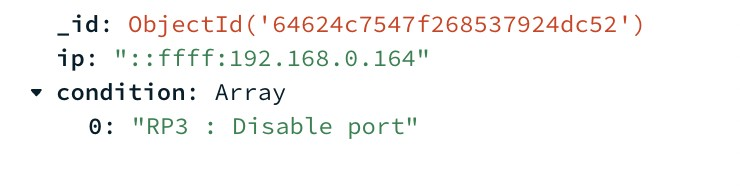 _id: ObjectId('64624c7547f268537924dc52')
ip: "::ffff:192.168.0.164"
condition: Array
0: "RP3 : Disable port"